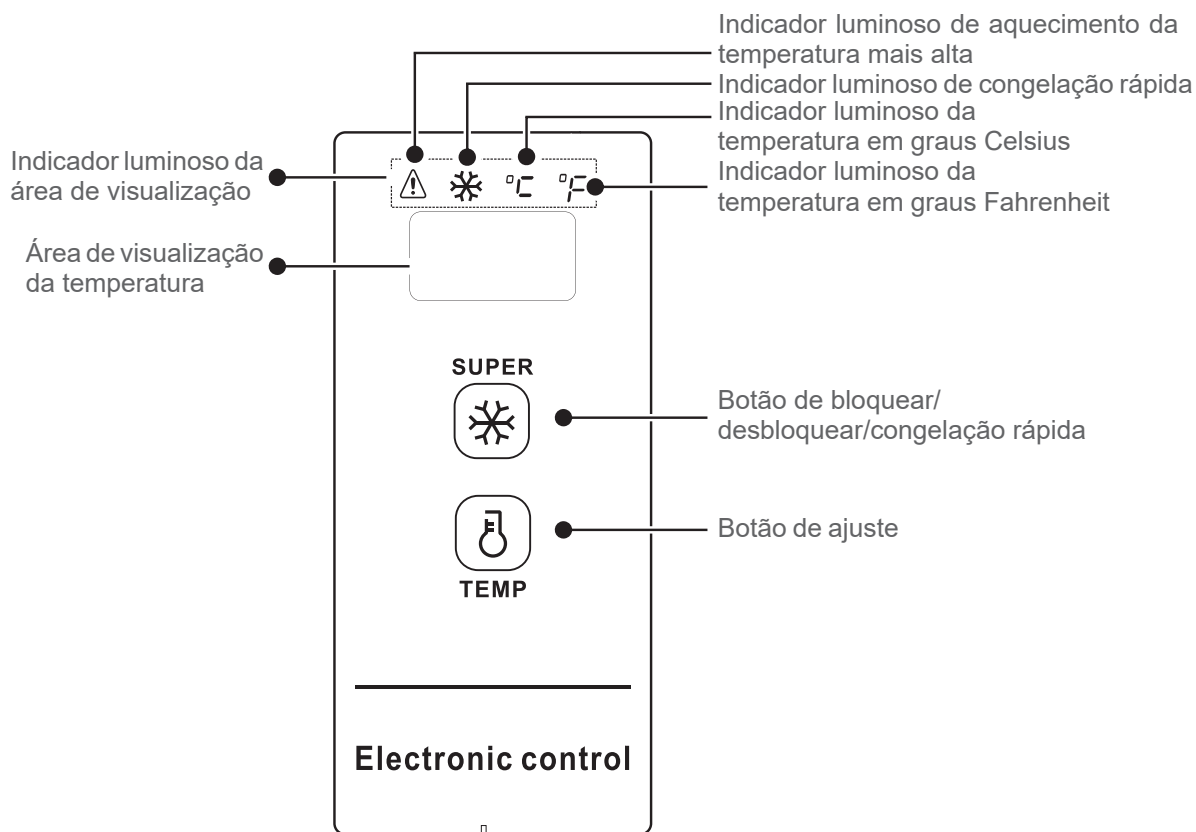 Indicador luminoso de aquecimento da
temperatura mais alta
Indicador luminoso de congelação rápida
Indicador luminoso da
temperatura em graus Celsius
Indicador luminoso da
temperatura em graus Fahrenheit
Indicador luminoso da
área de visualização
°C °F
Área de visualização
da temperatura
SUPER
Botão de bloquear/
desbloquear/congelação rápida
Botão de ajuste
TEMP
Electronic control